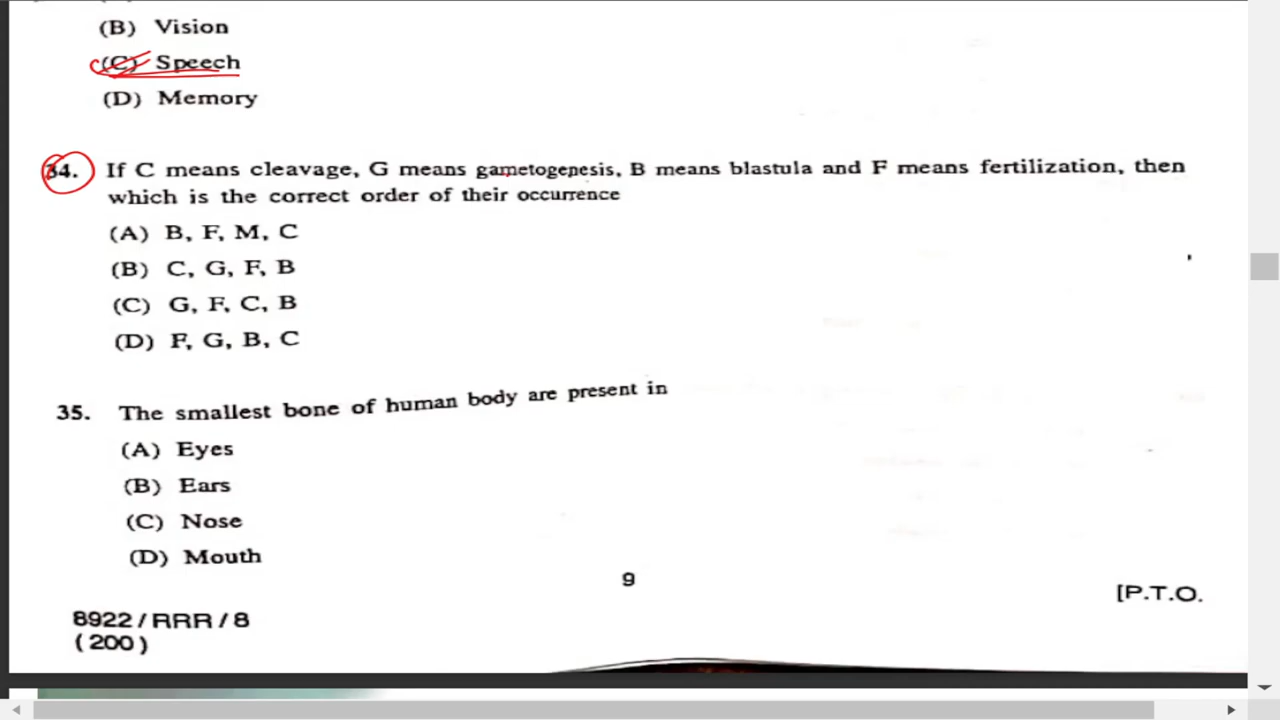 (B) Vision
(C) Speech
(D) Memory
34. If C means cleavage, G means gametogenesis, B means blastula and F means fertilization, then
which is the correct order of their occurrence
(A) B, F, M, C
(B) C, G, F, B
(C) G, F, C, B
(D) F, G, B, C
35. The smallest bone of human body are present in
(A) Eyes
(B) Ears
(C) Nose
(D) Mouth
9
[P.T.O.
8922/RRR/8
(200)